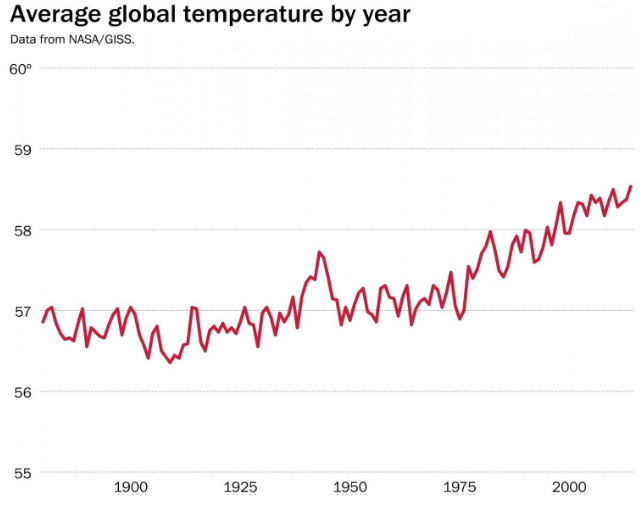 Average global temperature by year
Data from NASA/GISS.
60º
59
58
57
56
55
1900 1925 1950 1975 2000